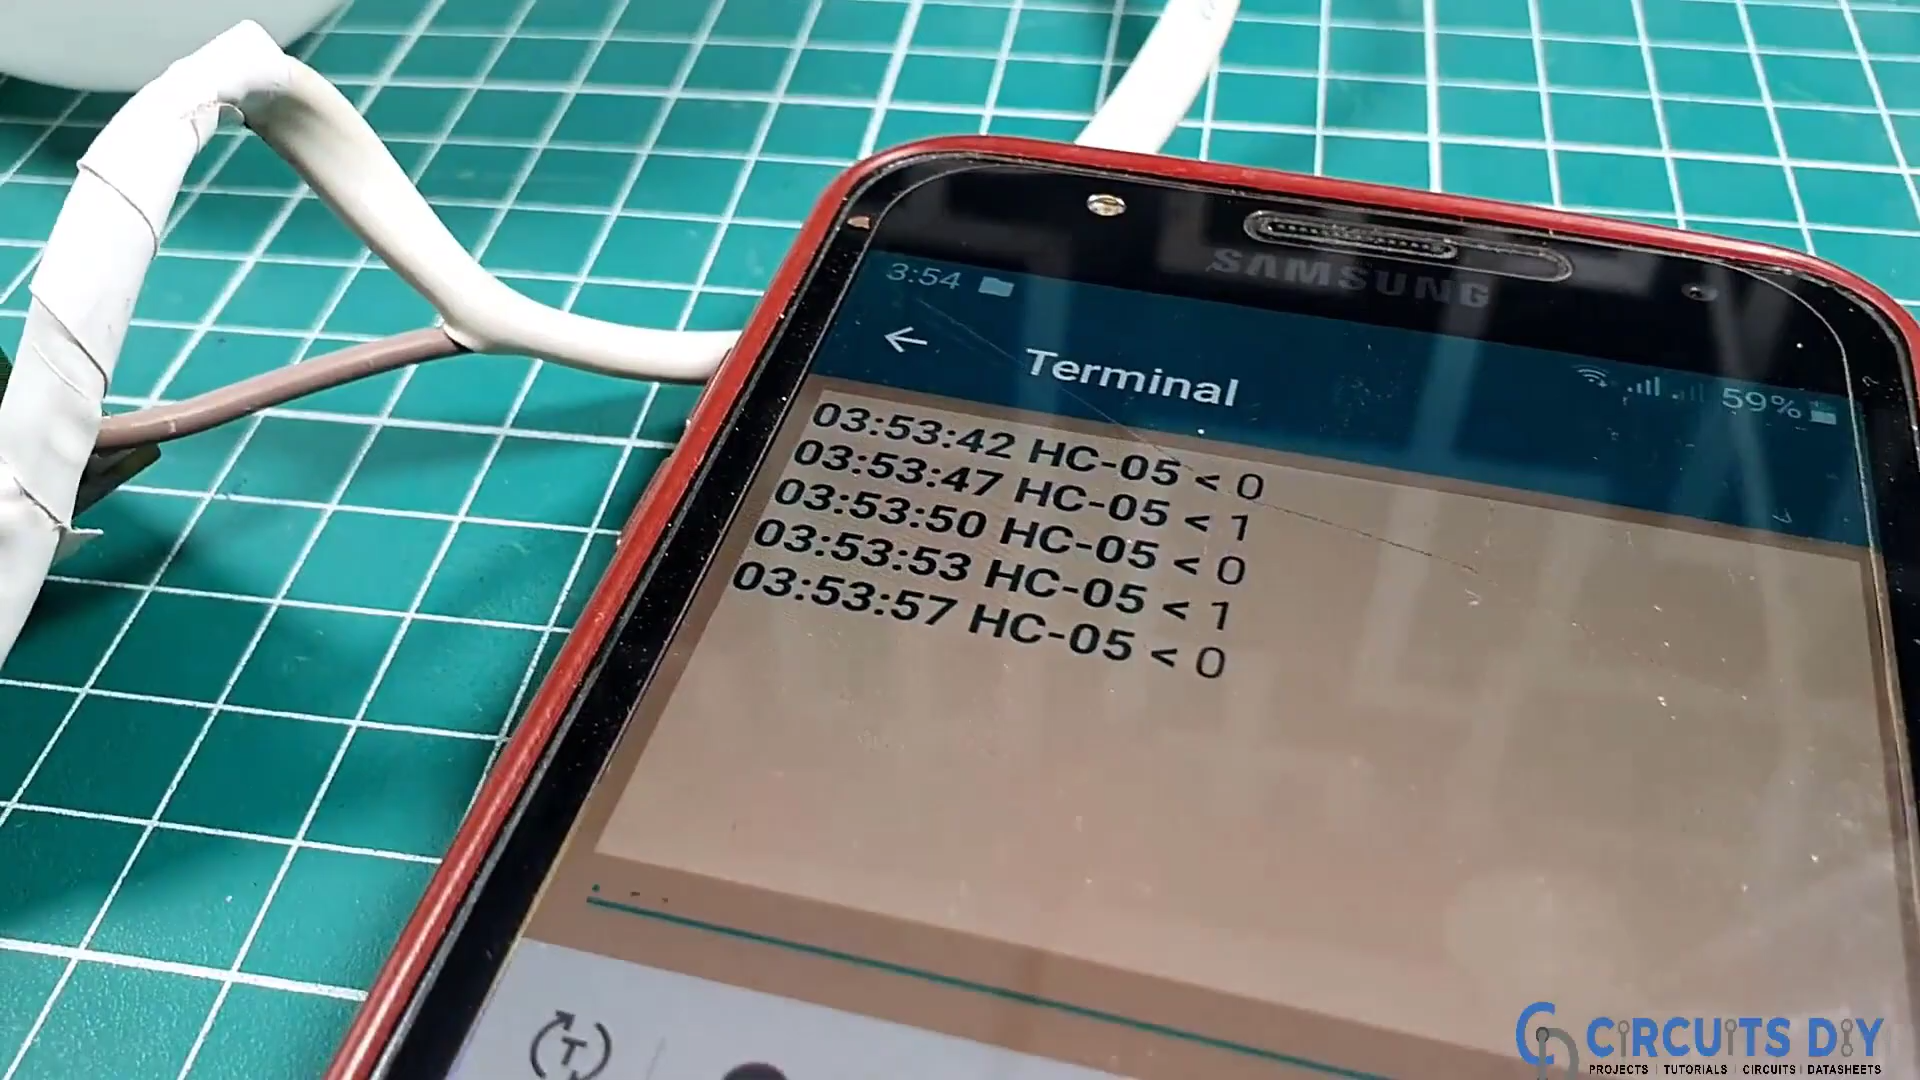 SAMSUNG
3:54
59%
Terminal
03:53:42 HC-05 < 0
03:53:47 HC-05 < 1
03:53:50 HC-05 < 0
03:53:53 HC-05 < 1
03:53:57 HC-05 < 0
T
CIRCUITS DIY
PROJECTS | TUTORIALS | CIRCUITS | DATASHEETS